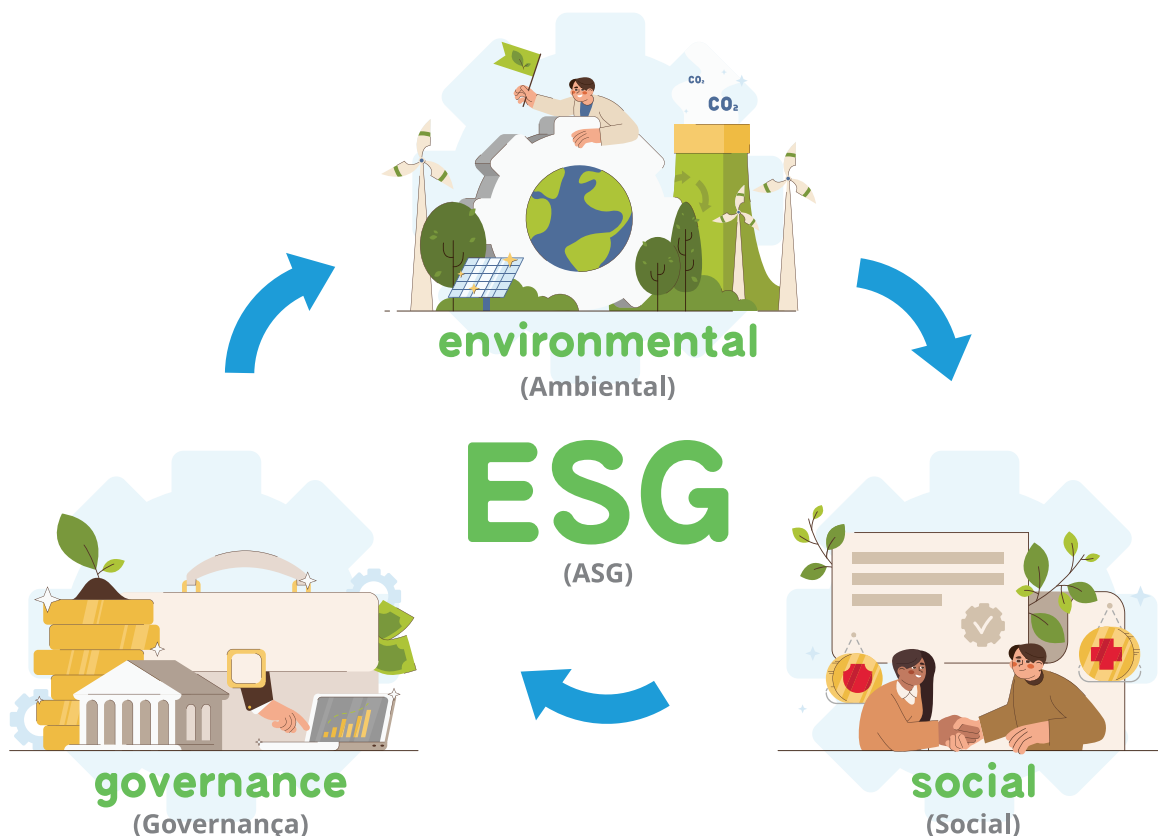 CO₂
CO₂
environmental
(Ambiental)
ESG
(ASG)
governance
(Governança)
social
(Social)